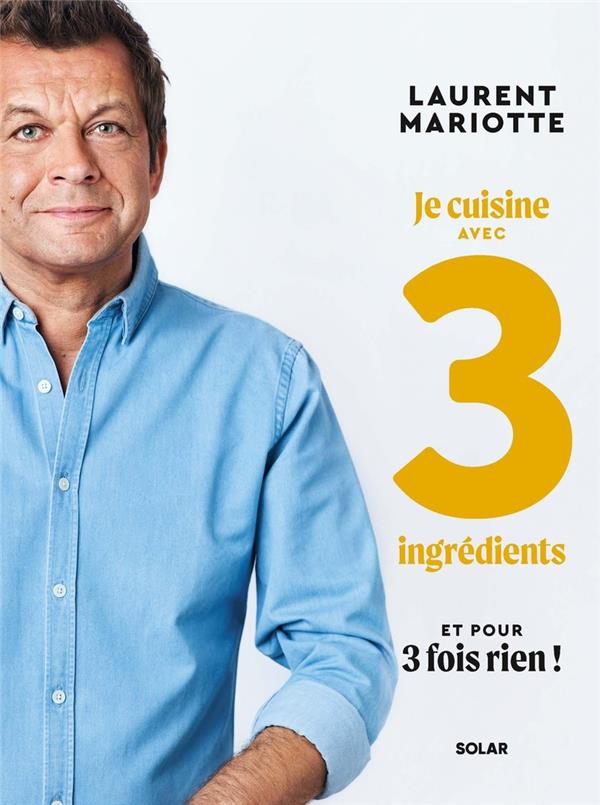 LAURENT
MARIOTTE
Je cuisine
AVEC
3
ingrédients
ET POUR
3 fois rien !
SOLAR